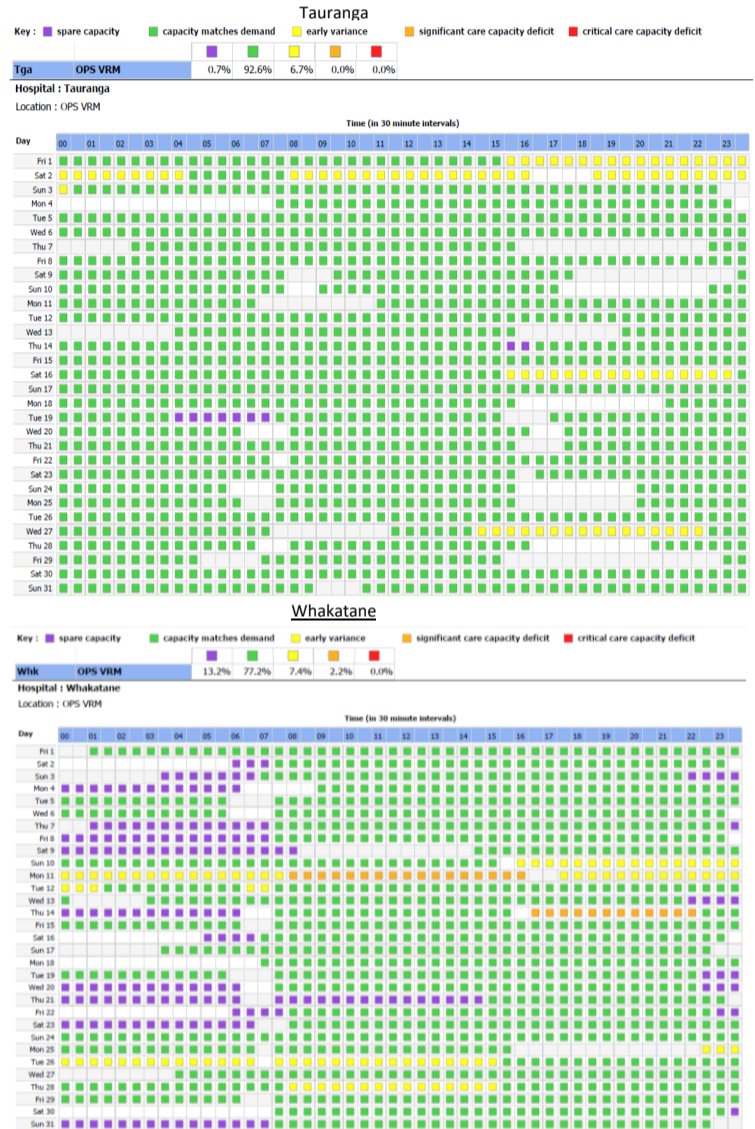 Tauranga
Key : spare capacity capacity matches demand early variance significant care capacity deficit critical care capacity deficit
Tga OPS VRM 0.7% 92.6% 6.7% 0.0% 0.0%
Hospital : Tauranga
Location : OPS VRM
Time (in 30 minute intervals)
Day 00 01 02 03 04 05 06 07 08 09 10 11 12 13 14 15 16 17 18 19 20 21 22 23
Fri 1
Sat 2
Sun 3
Mon 4
Tue 5
Wed 6
Thu 7
Fri 8
Sat 9
Sun 10
Mon 11
Tue 12
Wed 13
Thu 14
Fri 15
Sat 16
Sun 17
Mon 18
Tue 19
Wed 20
Thu 21
Fri 22
Sat 23
Sun 24
Mon 25
Tue 26
Wed 27
Thu 28
Fri 29
Sat 30
Sun 31
Whakatane
Key : spare capacity capacity matches demand early variance significant care capacity deficit critical care capacity deficit
Whk OPS VRM 13.2% 77.2% 7.4% 2.2% 0.0%
Hospital : Whakatane
Location : OPS VRM
Time (in 30 minute intervals)
Day 00 01 02 03 04 05 06 07 08 09 10 11 12 13 14 15 16 17 18 19 20 21 22 23
Fri 1
Sat 2
Sun 3
Mon 4
Tue 5
Wed 6
Thu 7
Fri 8
Sat 9
Sun 10
Mon 11
Tue 12
Wed 13
Thu 14
Fri 15
Sat 16
Sun 17
Mon 18
Tue 19
Wed 20
Thu 21
Fri 22
Sat 23
Sun 24
Mon 25
Tue 26
Wed 27
Thu 28
Fri 29
Sat 30
Sun 31